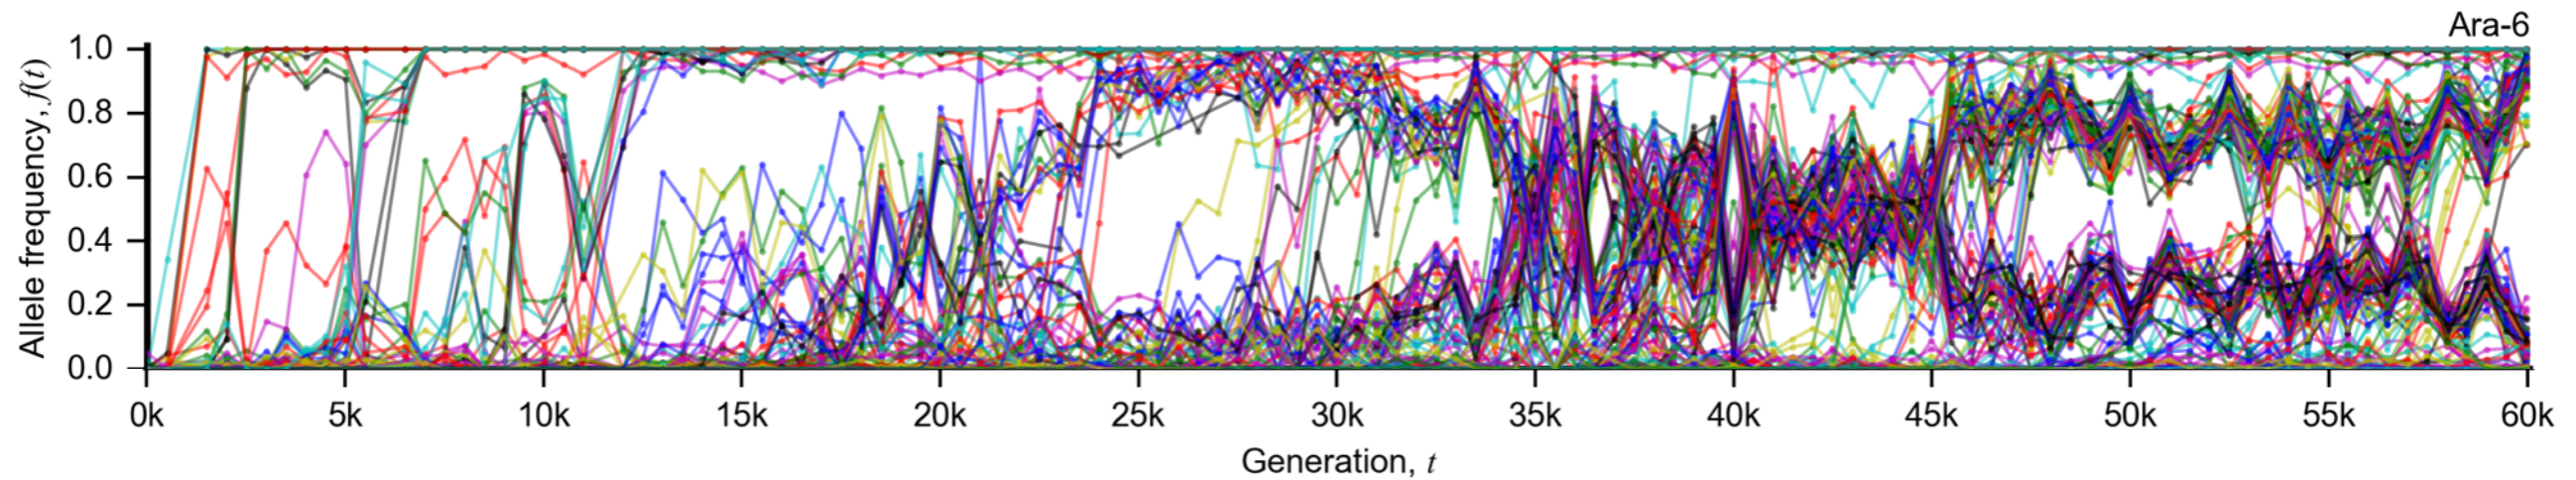 Ara-6
Allele frequency, f(t)
1.0
0.8
0.6
0.4
0.2
0.0
0k 5k 10k 15k 20k 25k 30k 35k 40k 45k 50k 55k 60k
Generation, t